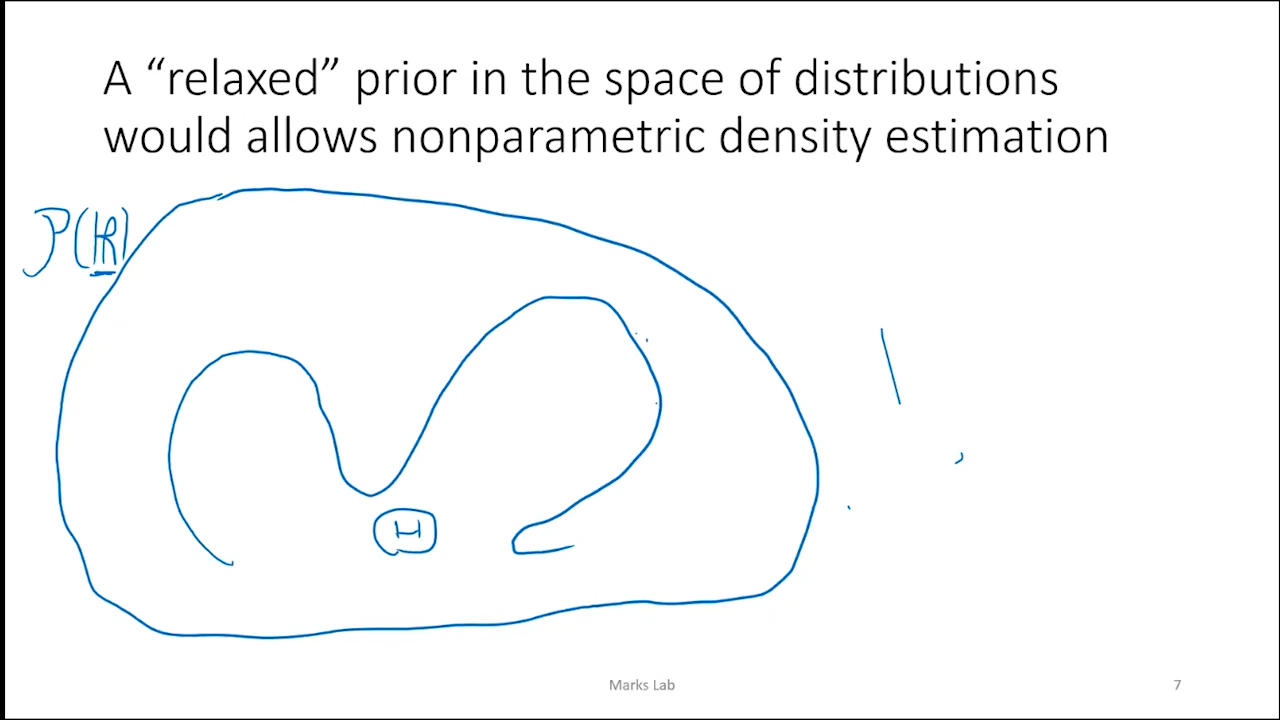 A “relaxed” prior in the space of distributions
would allows nonparametric density estimation
𝒫(ℝ)
Θ
Marks Lab
7